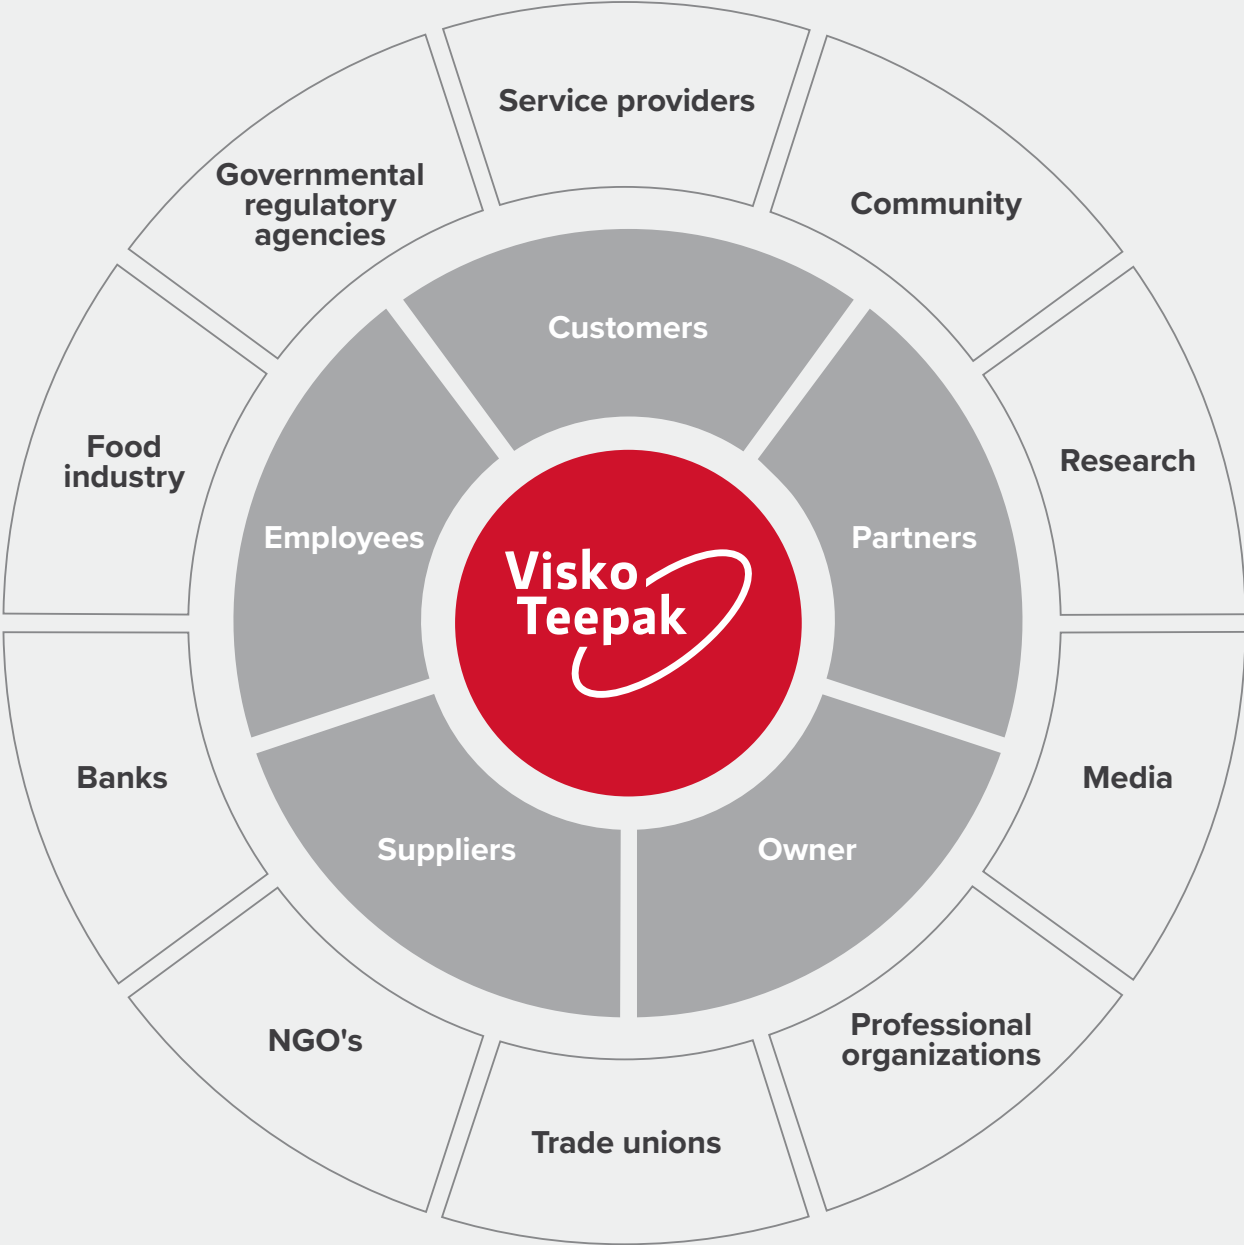 Service providers
Governmental
regulatory
agencies
Community
Customers
Food
industry
Research
Employees
Partners
Visko
Teepak
Banks
Media
Suppliers
Owner
NGO's
Professional
organizations
Trade unions